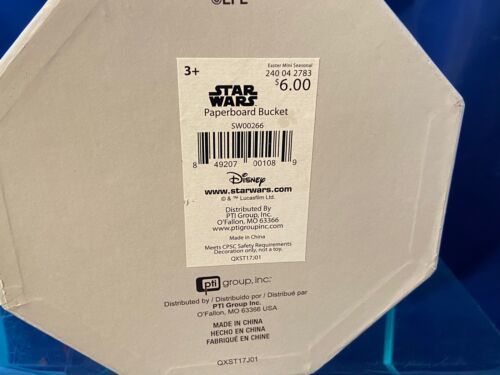 ©LFL
3+
Easter Mini Seasonal
240 04 2783
$6.00
STAR
WARS
Paperboard Bucket
SW00266
8 49207 00108 9
Disney
www.starwars.com
© & ™ Lucasfilm Ltd.
Distributed By
PTI Group, Inc.
O'Fallon, MO 63366
www.ptigroupinc.com
Made in China
Meets CPSC Safety Requirements
Decoration only, not a toy.
QXST17J01
pti group, inc.™
Distributed by / Distribuido por / Distribué par
PTI Group Inc.
O'Fallon, MO 63366 USA
MADE IN CHINA
HECHO EN CHINA
FABRIQUÉ EN CHINE
QXST17J01